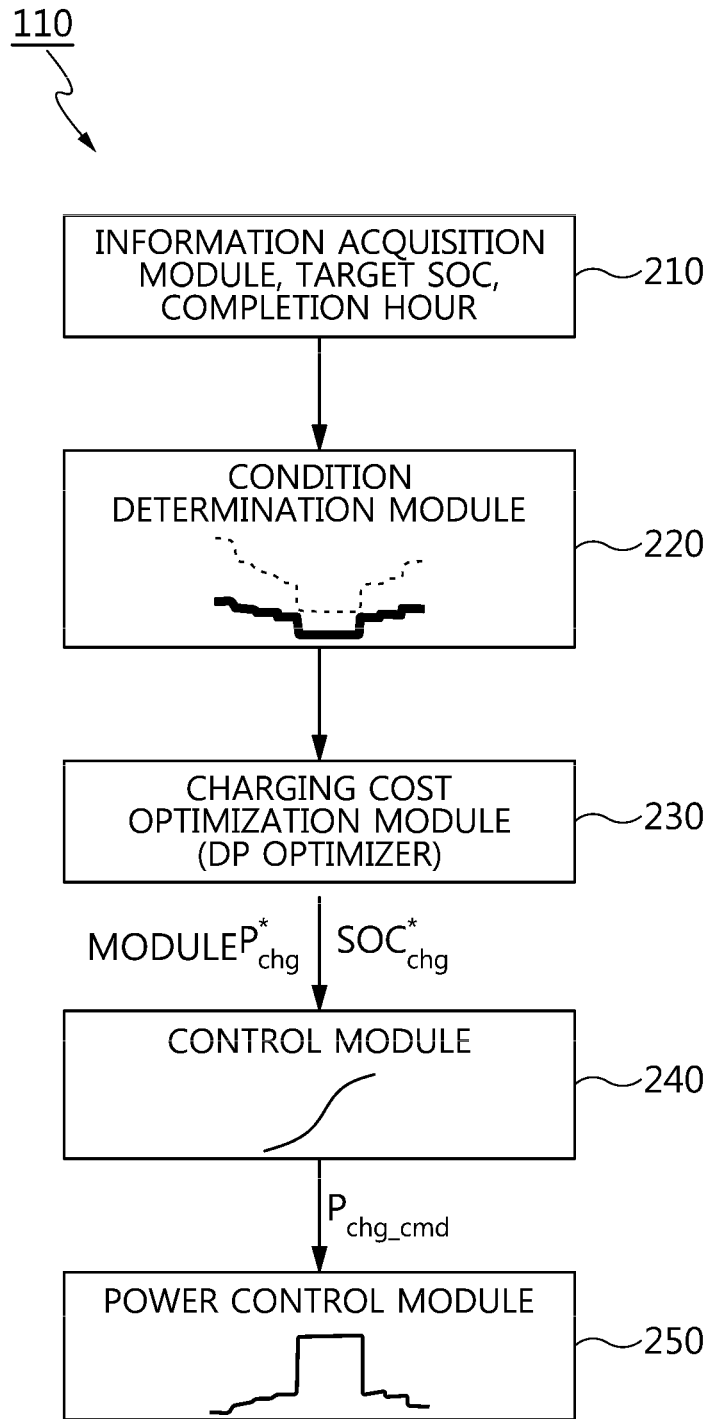 110
INFORMATION ACQUISITION
MODULE, TARGET SOC,
COMPLETION HOUR
210
CONDITION
DETERMINATION MODULE
220
CHARGING COST
OPTIMIZATION MODULE
(DP OPTIMIZER)
230
MODULEP*chg SOC*chg
CONTROL MODULE
240
Pchg_cmd
POWER CONTROL MODULE
250